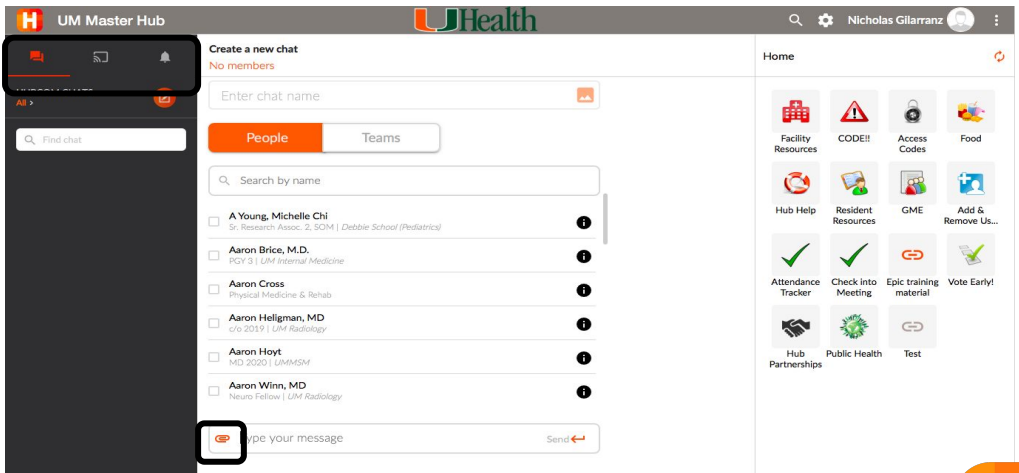 H UM Master Hub
UHealth
Nicholas Gilarranz
Create a new chat
No members
All >
Find chat
Enter chat name
People Teams
Search by name
A Young, Michelle Chi
Sr. Research Assoc. 2, SOM | Debbie School (Pediatrics)
Aaron Brice, M.D.
PGY 3 | UM Internal Medicine
Aaron Cross
Physical Medicine & Rehab
Aaron Heligman, MD
c/o 2019 | UM Radiology
Aaron Hoyt
MD 2020 | UMMSM
Aaron Winn, MD
Neuro Fellow | UM Radiology
ype your message
Send
Home
Facility
Resources
CODE!!
Access
Codes
Food
Hub Help
Resident
Resources
GME
Add &
Remove Us...
Attendance
Tracker
Check into
Meeting
Epic training
material
Vote Early!
Hub
Partnerships
Public Health
Test